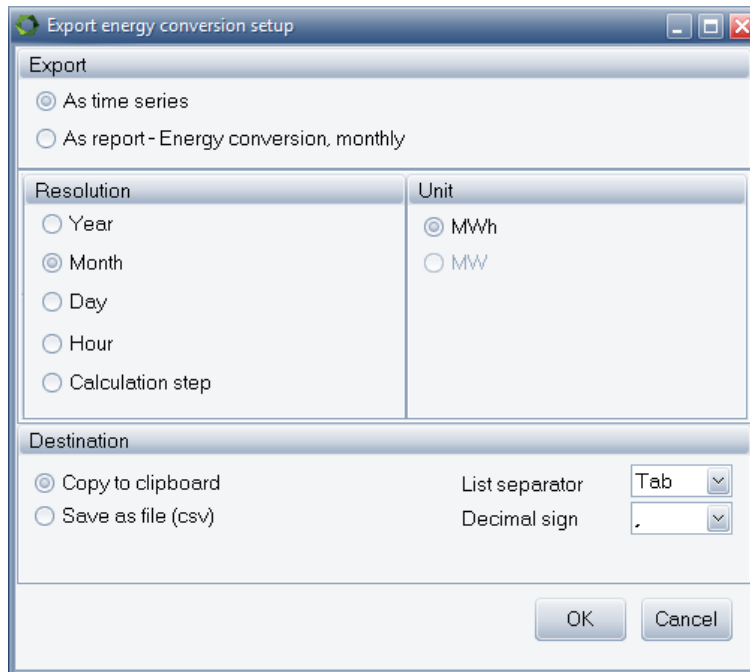 Export energy conversion setup
Export
As time series
As report - Energy conversion, monthly
Resolution
Unit
Year
MWh
Month
MW
Day
Hour
Calculation step
Destination
Copy to clipboard
List separator
Tab
Save as file (csv)
Decimal sign
,
OK
Cancel